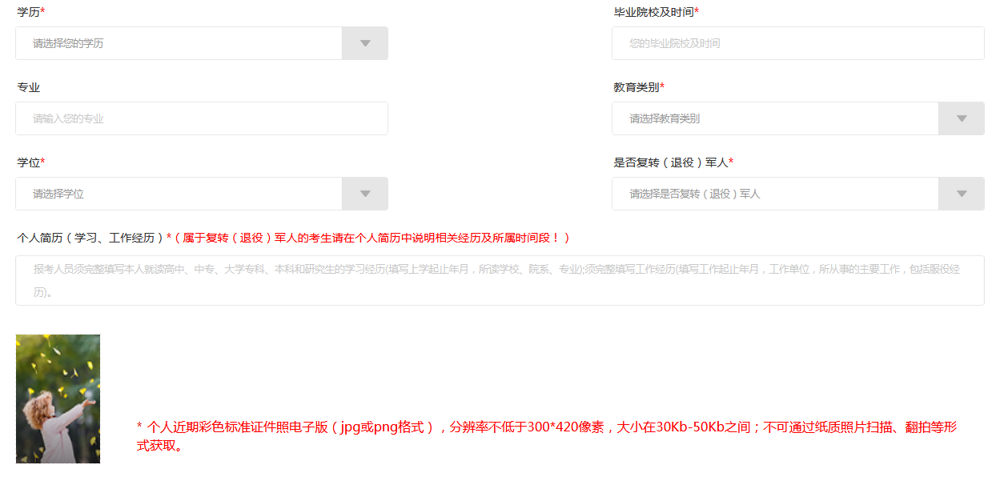 学历*
毕业院校及时间*
请选择您的学历
您的毕业院校及时间
专业
教育类别*
请输入您的专业
请选择教育类别
学位*
是否复转（退役）军人*
请选择学位
请选择是否复转（退役）军人
个人简历（学习、工作经历）*（属于复转（退役）军人的考生请在个人简历中说明相关经历及所属时间段！）
报考人员须完整填写本人就读高中、中专、大学专科、本科和研究生的学习经历(填写上学起止年月，所读学校、院系、专业);须完整填写工作经历(填写工作起止年月，工作单位，所从事的主要工作，包括服役经
历)。
* 个人近期彩色标准证件照电子版（jpg或png格式），分辨率不低于300*420像素，大小在30Kb-50Kb之间；不可通过纸质照片扫描、翻拍等形
式获取。